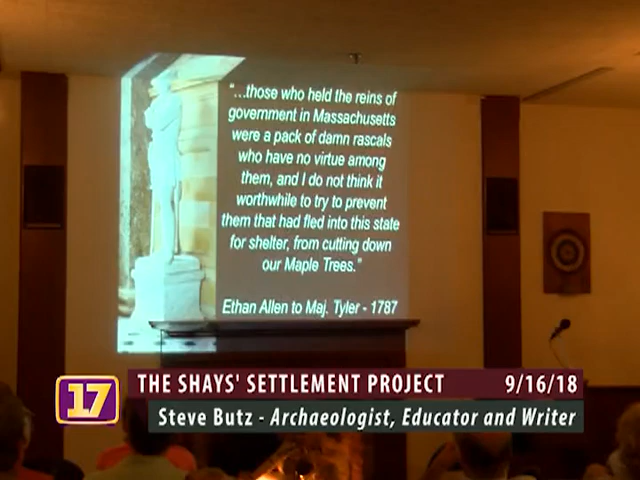 "...those who held the reins of
government in Massachusetts
were a pack of damn rascals
who have no virtue among
them, and I do not think it
worthwhile to try to prevent
them that had fled into this state
for shelter, from cutting down
our Maple Trees."
Ethan Allen to Maj. Tyler - 1787
17
THE SHAYS' SETTLEMENT PROJECT 9/16/18
Steve Butz - Archaeologist, Educator and Writer